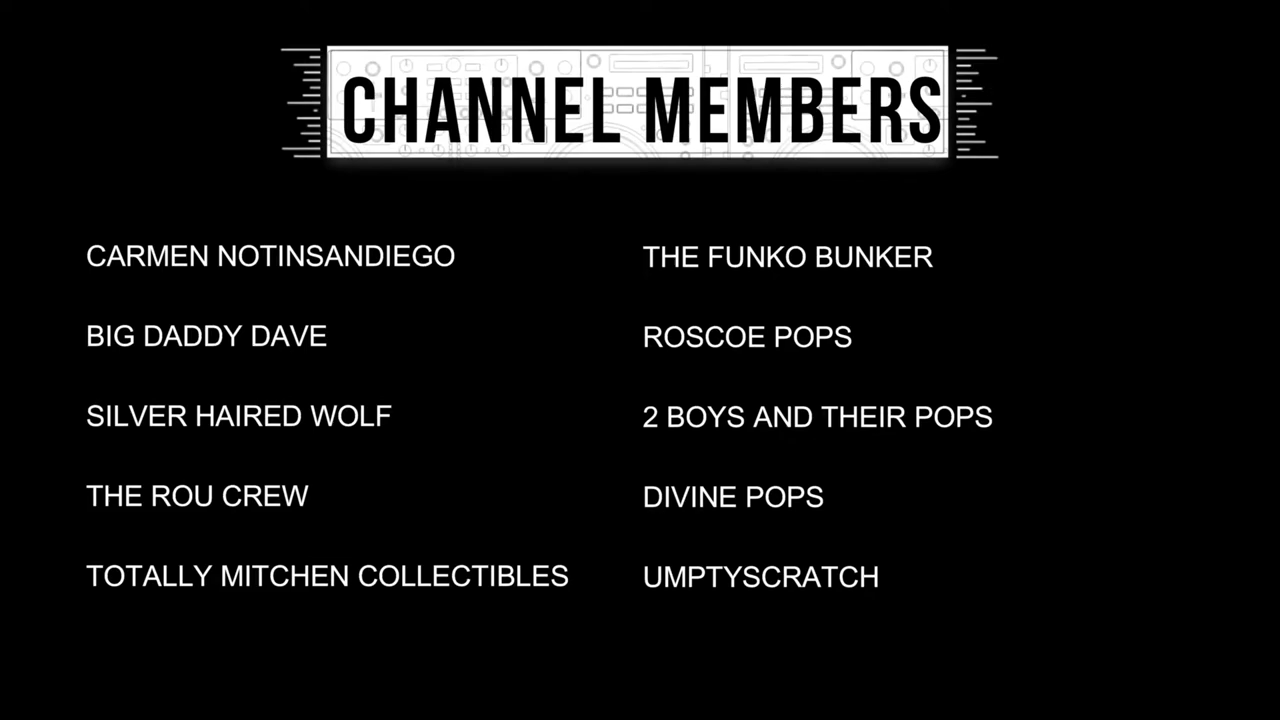 CHANNEL MEMBERS
CARMEN NOTINSANDIEGO
BIG DADDY DAVE
SILVER HAIRED WOLF
THE ROU CREW
TOTALLY MITCHEN COLLECTIBLES
THE FUNKO BUNKER
ROSCOE POPS
2 BOYS AND THEIR POPS
DIVINE POPS
UMPTYSCRATCH